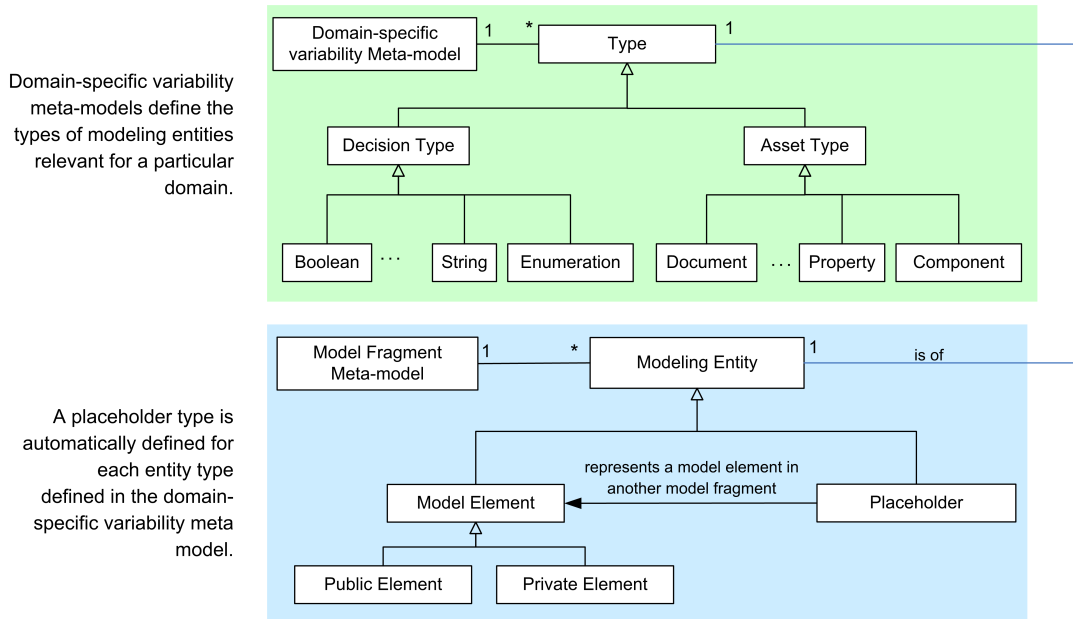 Domain-specific
variability Meta-model
1
*
Type
1
Domain-specific variability
meta-models define the
types of modeling entities
relevant for a particular
domain.
Decision Type
Asset Type
Boolean
...
String
Enumeration
Document
...
Property
Component
Model Fragment
Meta-model
1
*
Modeling Entity
1
is of
A placeholder type is
automatically defined for
each entity type
defined in the domain-
specific variability meta
model.
represents a model element in
another model fragment
Model Element
Placeholder
Public Element
Private Element